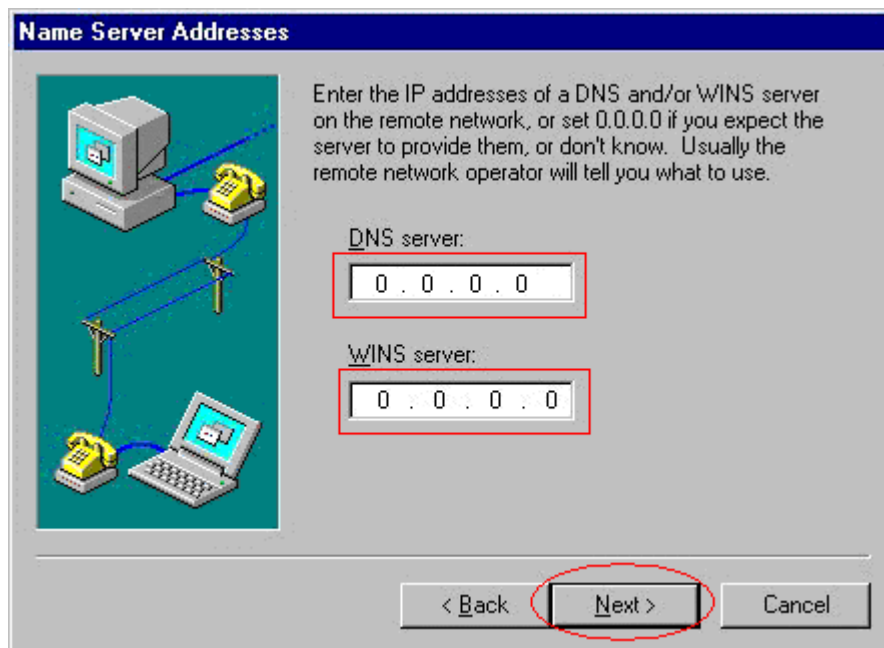 Name Server Addresses
Enter the IP addresses of a DNS and/or WINS server
on the remote network, or set 0.0.0.0 if you expect the
server to provide them, or don't know. Usually the
remote network operator will tell you what to use.
DNS server:
0 . 0 . 0 . 0
WINS server:
0 . 0 . 0 . 0
< Back
Next >
Cancel